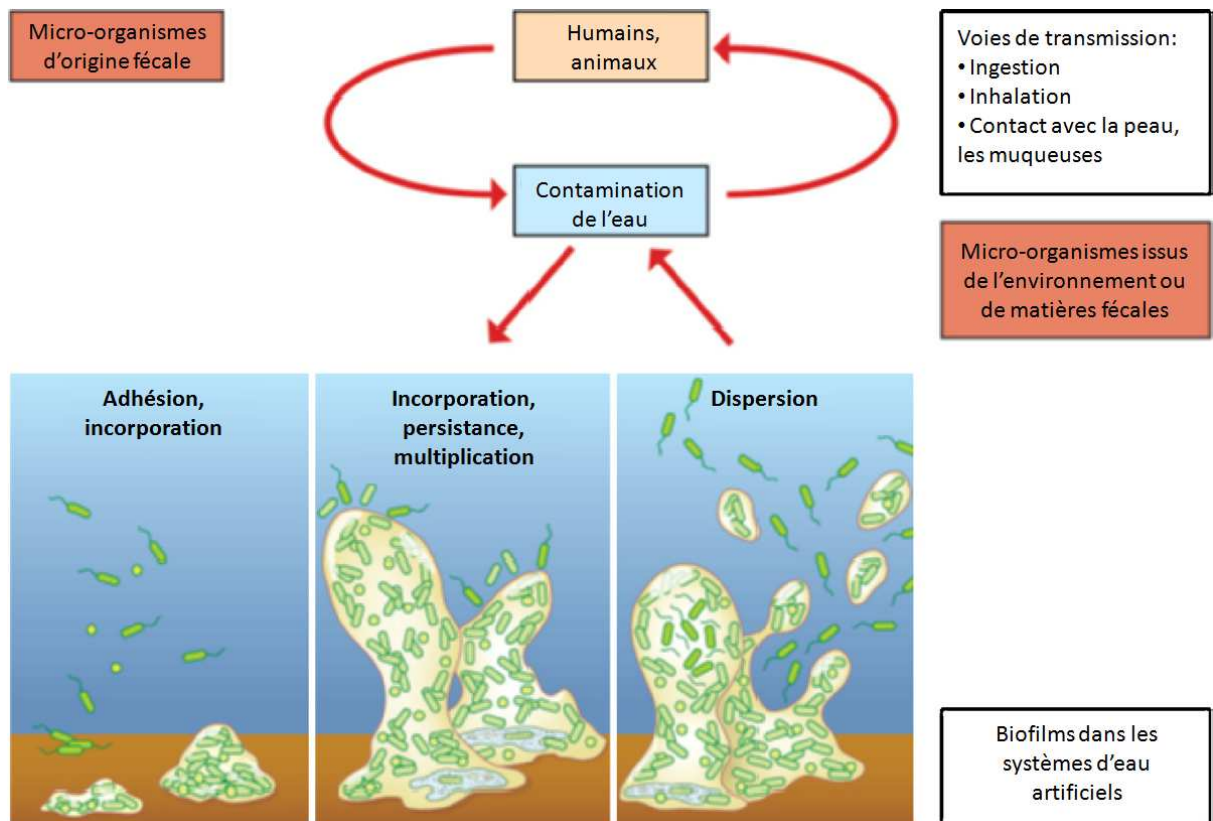 Micro-organismes
d'origine fécale
Humains,
animaux
Voies de transmission:
• Ingestion
• Inhalation
• Contact avec la peau,
les muqueuses
Contamination
de l'eau
Micro-organismes issus
de l'environnement ou
de matières fécales
Adhésion,
incorporation
Incorporation,
persistance,
multiplication
Dispersion
Biofilms dans les
systèmes d'eau
artificiels